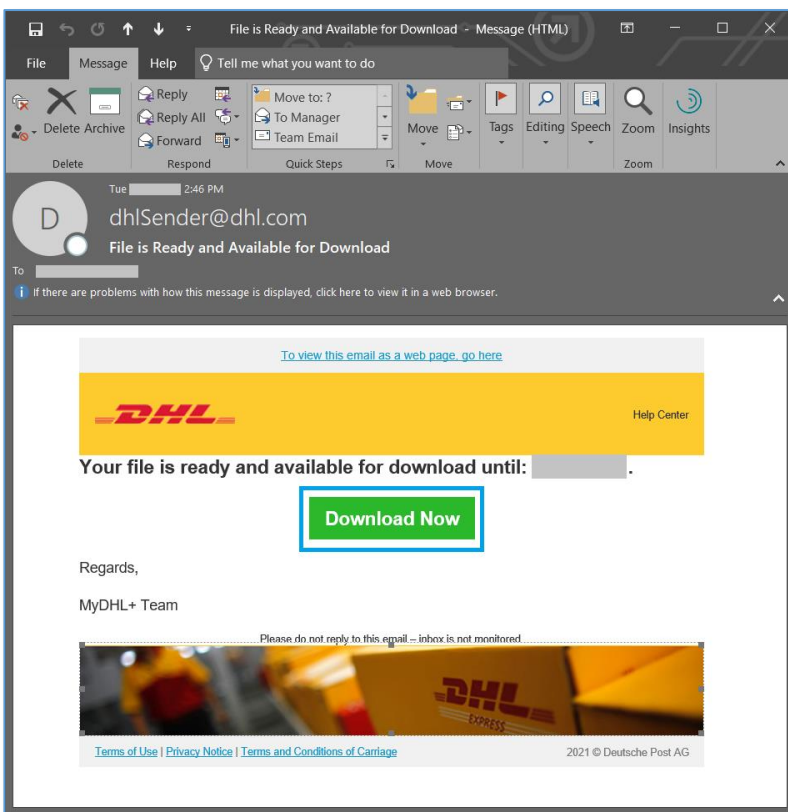 File is Ready and Available for Download - Message (HTML)
File Message Help Tell me what you want to do
Delete Archive
Reply
Reply All
Forward
Move to: ?
To Manager
Team Email
Move
Tags Editing Speech Zoom Insights
Delete Respond Quick Steps Move Zoom
Tue 2:46 PM
D
dhlSender@dhl.com
File is Ready and Available for Download
To
If there are problems with how this message is displayed, click here to view it in a web browser.
To view this email as a web page, go here
DHL
Help Center
Your file is ready and available for download until: .
Download Now
Regards,
MyDHL+ Team
Please do not reply to this email – inbox is not monitored
DHL
EXPRESS
Terms of Use | Privacy Notice | Terms and Conditions of Carriage
2021 © Deutsche Post AG